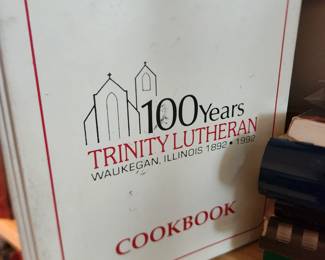 100 Years
TRINITY LUTHERAN
WAUKEGAN, ILLINOIS 1892 • 1992
COOKBOOK